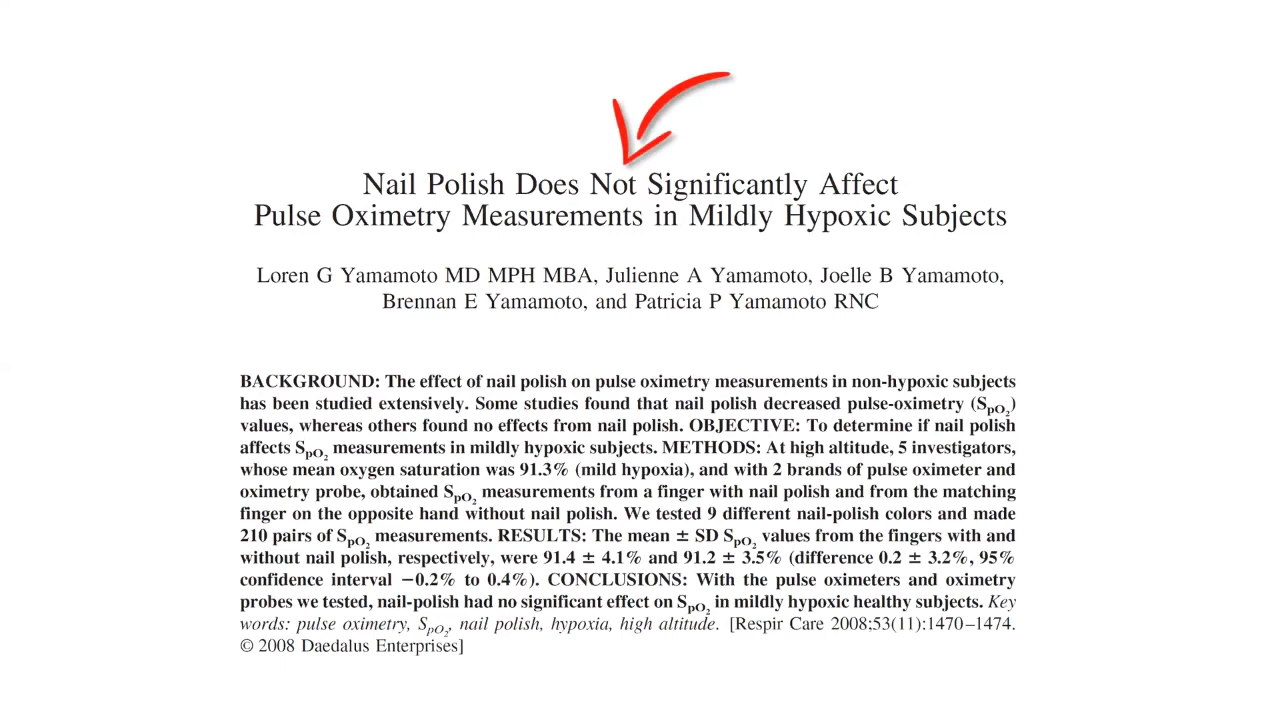 Nail Polish Does Not Significantly Affect
Pulse Oximetry Measurements in Mildly Hypoxic Subjects
Loren G Yamamoto MD MPH MBA, Julienne A Yamamoto, Joelle B Yamamoto,
Brennan E Yamamoto, and Patricia P Yamamoto RNC
BACKGROUND: The effect of nail polish on pulse oximetry measurements in non-hypoxic subjects
has been studied extensively. Some studies found that nail polish decreased pulse-oximetry (SpO2)
values, whereas others found no effects from nail polish. OBJECTIVE: To determine if nail polish
affects SpO2 measurements in mildly hypoxic subjects. METHODS: At high altitude, 5 investigators,
whose mean oxygen saturation was 91.3% (mild hypoxia), and with 2 brands of pulse oximeter and
oximetry probe, obtained SpO2 measurements from a finger with nail polish and from the matching
finger on the opposite hand without nail polish. We tested 9 different nail-polish colors and made
210 pairs of SpO2 measurements. RESULTS: The mean ± SD SpO2 values from the fingers with and
without nail polish, respectively, were 91.4 ± 4.1% and 91.2 ± 3.5% (difference 0.2 ± 3.2%, 95%
confidence interval −0.2% to 0.4%). CONCLUSIONS: With the pulse oximeters and oximetry
probes we tested, nail-polish had no significant effect on SpO2 in mildly hypoxic healthy subjects. Key
words: pulse oximetry, SpO2, nail polish, hypoxia, high altitude. [Respir Care 2008;53(11):1470–1474.
© 2008 Daedalus Enterprises]